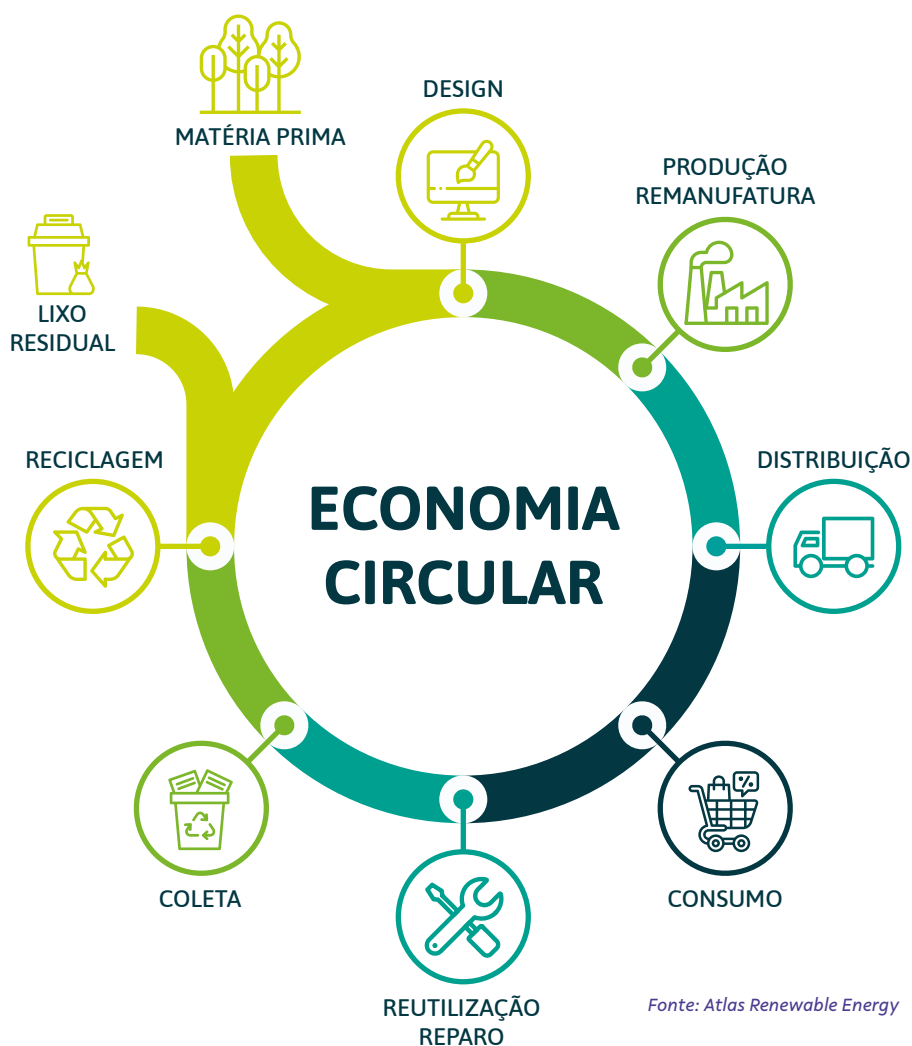 MATÉRIA PRIMA
DESIGN
PRODUÇÃO
REMANUFATURA
LIXO
RESIDUAL
RECICLAGEM
DISTRIBUIÇÃO
ECONOMIA
CIRCULAR
%
COLETA
CONSUMO
REUTILIZAÇÃO
REPARO
Fonte: Atlas Renewable Energy